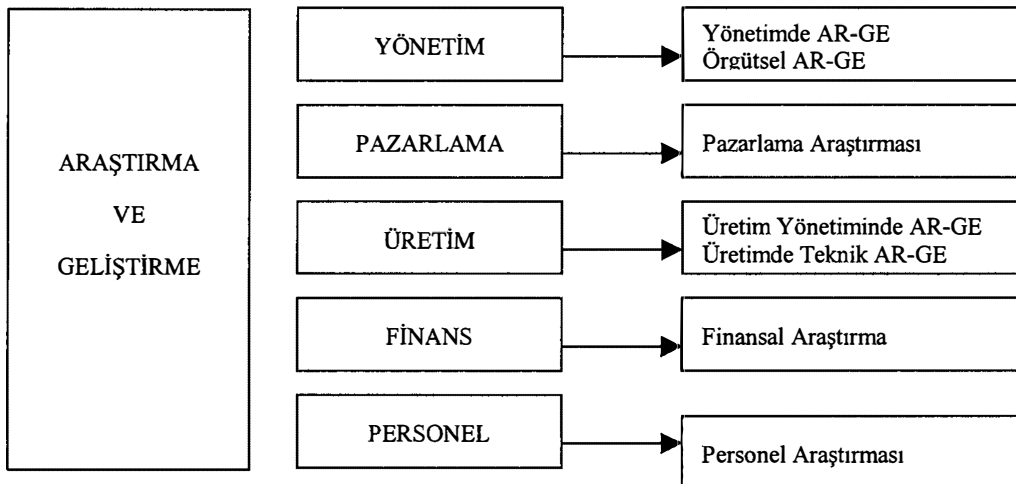 ARAŞTIRMA
VE
GELİŞTİRME
YÖNETİM
Yönetimde AR-GE
Örgütsel AR-GE
PAZARLAMA
Pazarlama Araştırması
ÜRETİM
Üretim Yönetiminde AR-GE
Üretimde Teknik AR-GE
FİNANS
Finansal Araştırma
PERSONEL
Personel Araştırması